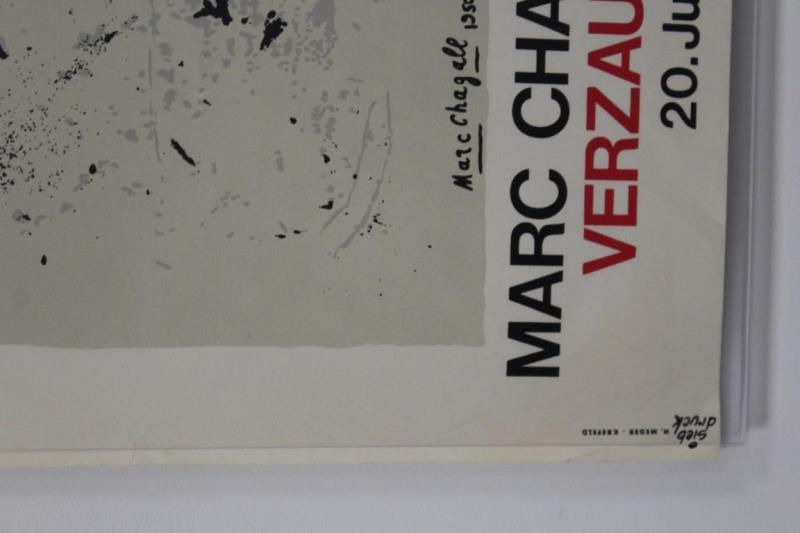 Marc Chagall 1950
MARC CHA
VERZAU
20. Ju
sieb
druck
H. MEDER - KREFELD